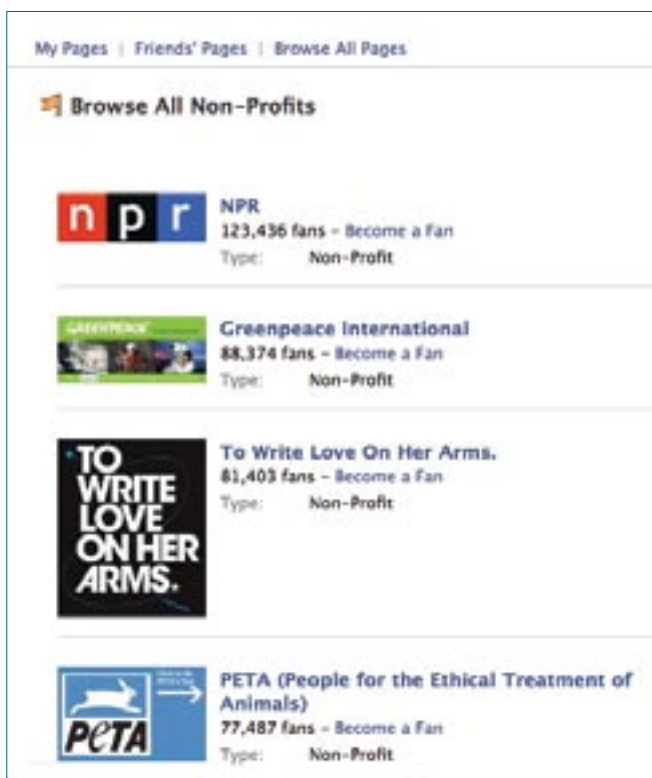 My Pages | Friends' Pages | Browse All Pages
Browse All Non-Profits
npr
NPR
123,436 fans – Become a Fan
Type: Non-Profit
GREENPEACE
Greenpeace International
88,374 fans – Become a Fan
Type: Non-Profit
TO
WRITE
LOVE
ON HER
ARMS.
To Write Love On Her Arms.
81,403 fans – Become a Fan
Type: Non-Profit
PeTA
PETA (People for the Ethical Treatment of
Animals)
77,487 fans – Become a Fan
Type: Non-Profit